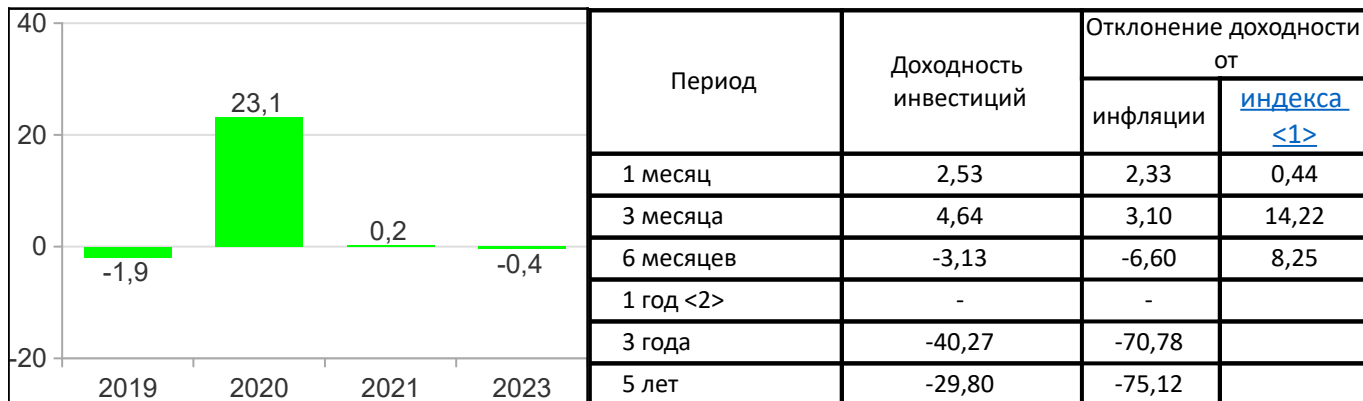 40
20
0
-20
-1,9
23,1
0,2
-0,4
2019 2020 2021 2023
Период
Доходность
инвестиций
Отклонение доходности
от
инфляции
индекса
<1>
1 месяц 2,53 2,33 0,44
3 месяца 4,64 3,10 14,22
6 месяцев -3,13 -6,60 8,25
1 год <2> - -
3 года -40,27 -70,78
5 лет -29,80 -75,12